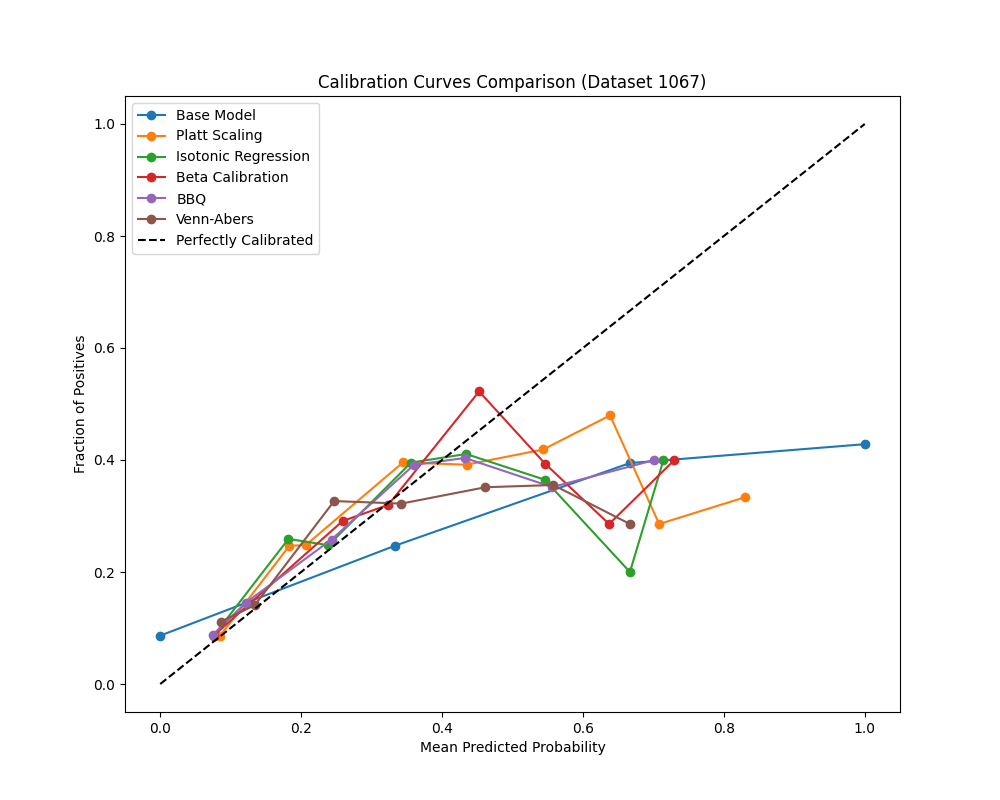 Calibration Curves Comparison (Dataset 1067)
Base Model
Platt Scaling
Isotonic Regression
Beta Calibration
BBQ
Venn-Abers
Perfectly Calibrated
Fraction of Positives
1.0
0.8
0.6
0.4
0.2
0.0
0.0 0.2 0.4 0.6 0.8 1.0
Mean Predicted Probability